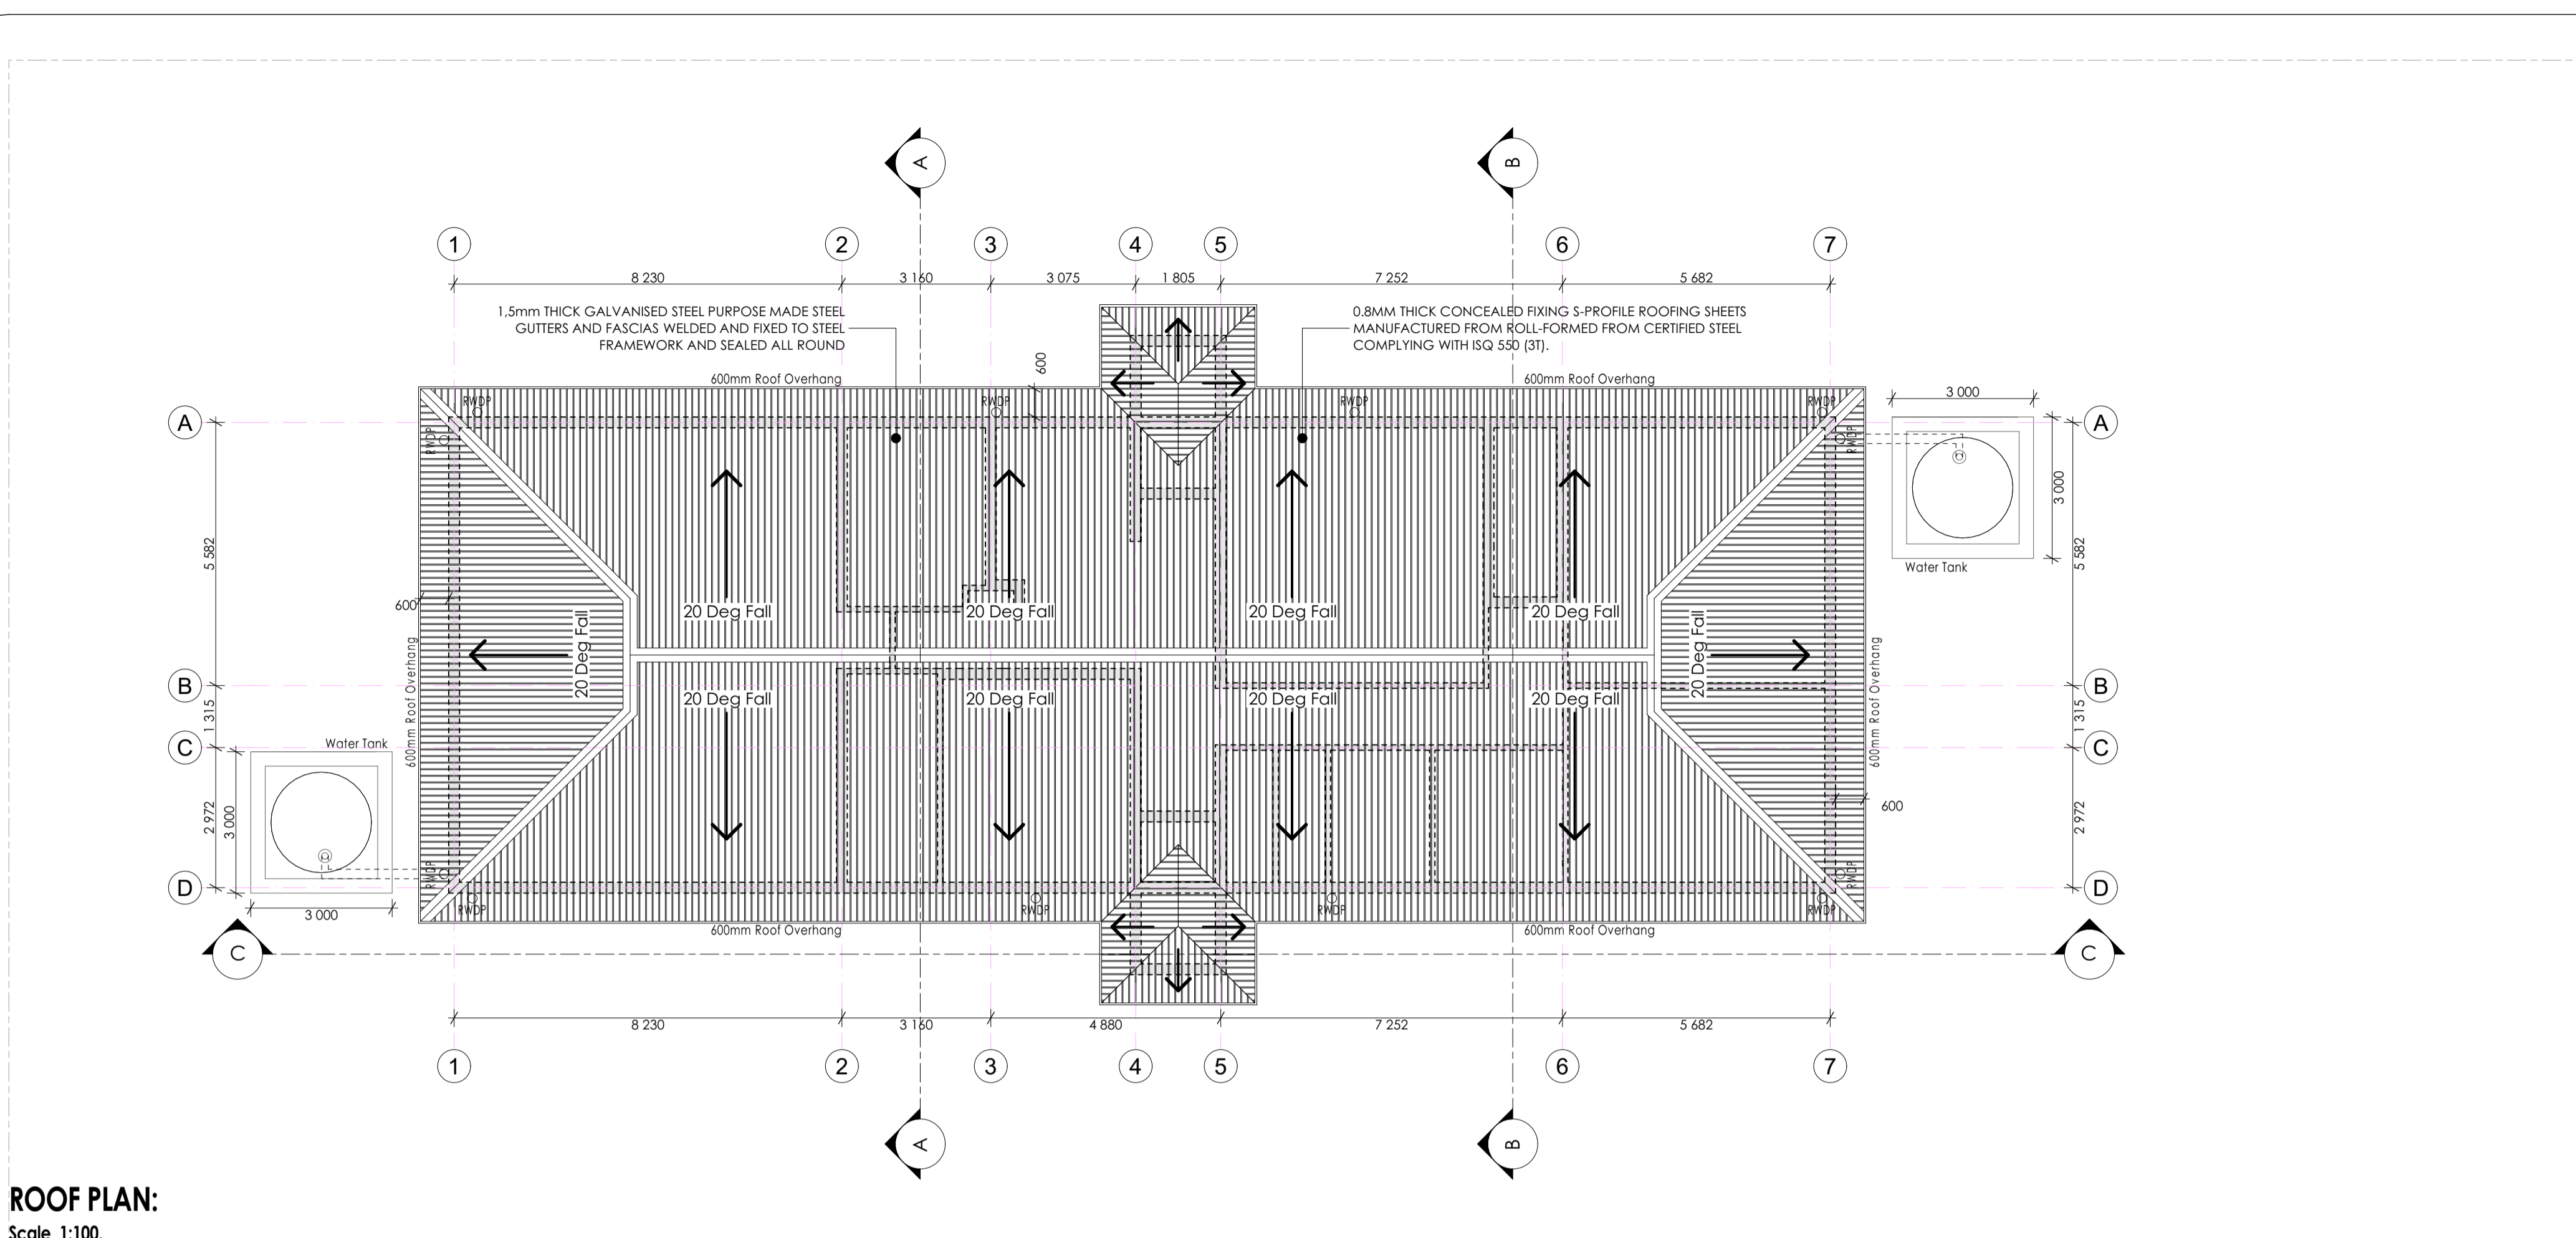 A
B
1
2
3
4
5
6
7
8 230
3 160
3 075
1 805
7 252
5 682
1,5mm THICK GALVANISED STEEL PURPOSE MADE STEEL
GUTTERS AND FASCIAS WELDED AND FIXED TO STEEL
FRAMEWORK AND SEALED ALL ROUND
0.8MM THICK CONCEALED FIXING S-PROFILE ROOFING SHEETS
MANUFACTURED FROM ROLL-FORMED FROM CERTIFIED STEEL
COMPLYING WITH ISQ 550 (3T).
600
600mm Roof Overhang
600mm Roof Overhang
3 000
RWDP
RWDP
RWDP
RWDP
A
A
RWDP
RWDP
3 000
5 582
5 582
Water Tank
600
20 Deg Fall
20 Deg Fall
20 Deg Fall
20 Deg Fall
20 Deg Fall
20 Deg Fall
600mm Roof Overhang
600mm Roof Overhang
B
B
20 Deg Fall
20 Deg Fall
20 Deg Fall
20 Deg Fall
1 315
1 315
Water Tank
C
C
600
2 972
3 000
2 972
RWDP
RWDP
D
D
3 000
RWDP
RWDP
RWDP
RWDP
600mm Roof Overhang
600mm Roof Overhang
C
C
8 230
3 160
4 880
7 252
5 682
1
2
3
4
5
6
7
A
B
ROOF PLAN:
Scale 1:100.